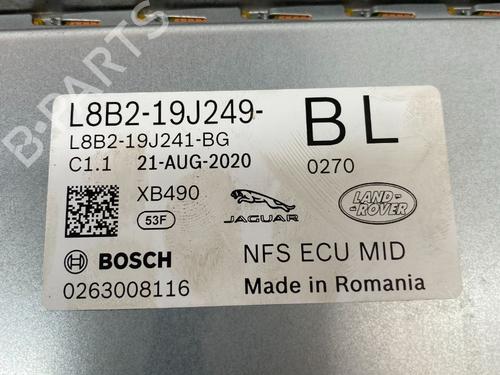 B-PARTS
L8B2-19J249- BL
L8B2-19J241-BG
C1.1 21-AUG-2020 0270
XB490
53F
JAGUAR
LAND-ROVER
BOSCH NFS ECU MID
0263008116 Made in Romania